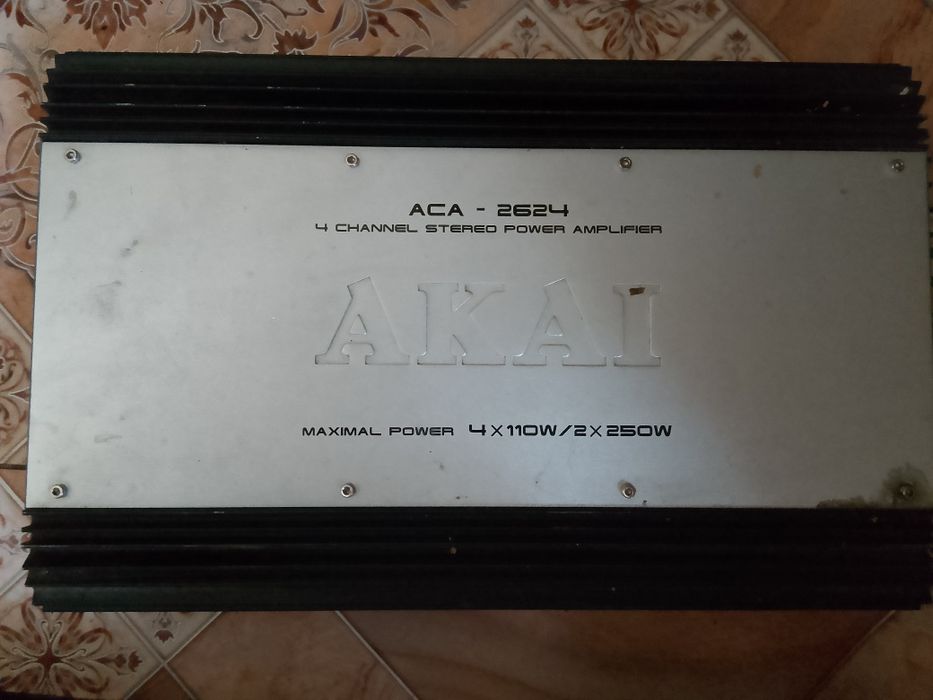 ACA - 2624
4 CHANNEL STEREO POWER AMPLIFIER
AKAI
MAXIMAL POWER 4X110W/2X250W